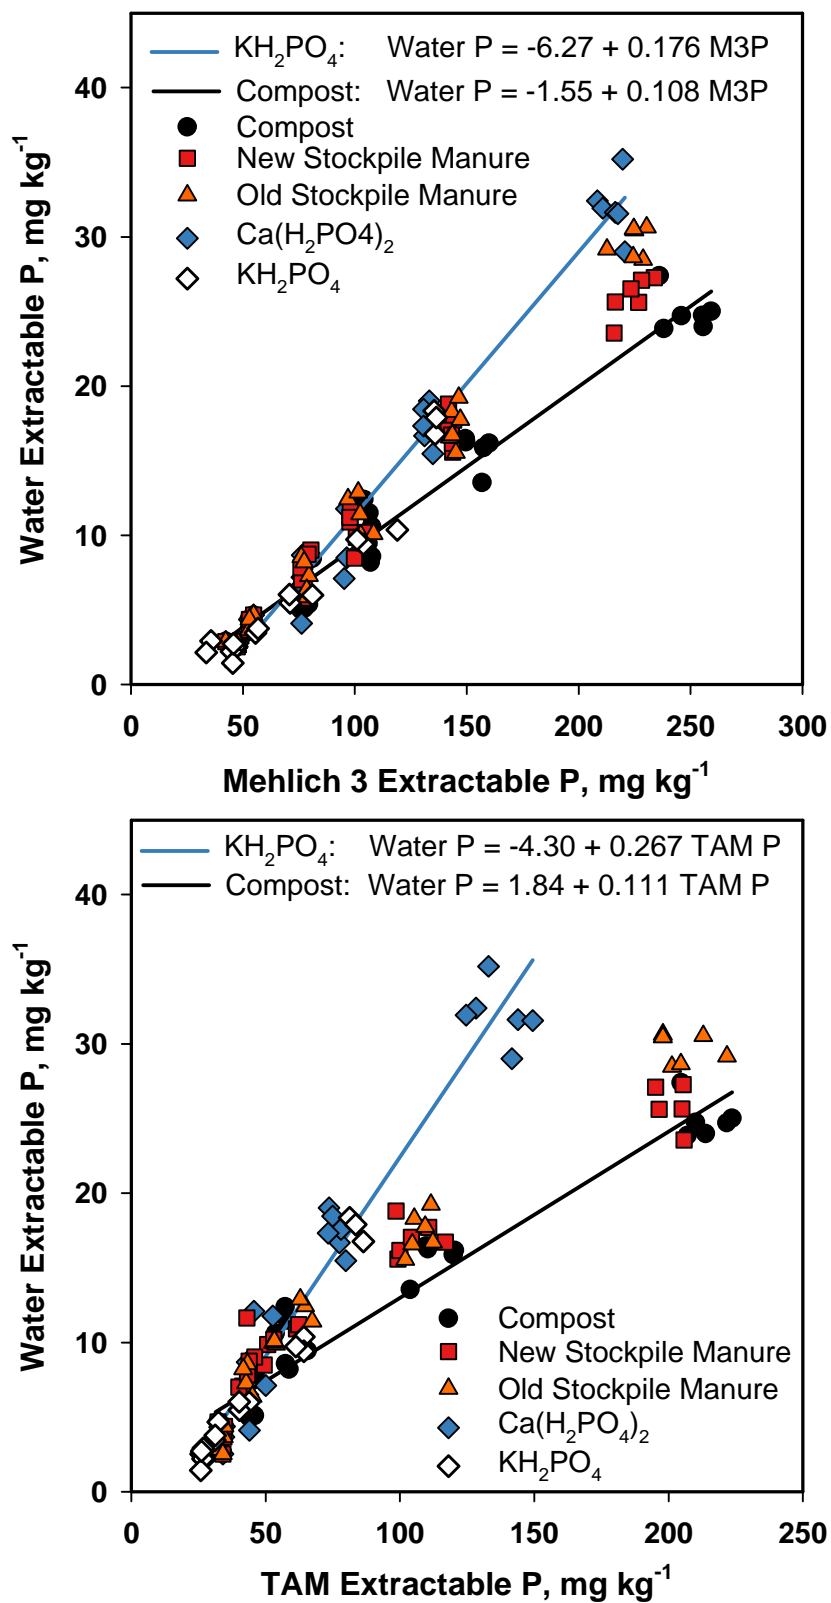 KH₂PO₄: Water P = -6.27 + 0.176 M3P
Compost: Water P = -1.55 + 0.108 M3P
Compost
New Stockpile Manure
Old Stockpile Manure
Ca(H₂PO4)₂
KH₂PO₄
Water Extractable P, mg kg⁻¹
40
30
20
10
0
0 50 100 150 200 250 300
Mehlich 3 Extractable P, mg kg⁻¹
KH₂PO₄: Water P = -4.30 + 0.267 TAM P
Compost: Water P = 1.84 + 0.111 TAM P
Water Extractable P, mg kg⁻¹
40
30
20
10
0
Compost
New Stockpile Manure
Old Stockpile Manure
Ca(H₂PO₄)₂
KH₂PO₄
0 50 100 150 200 250
TAM Extractable P, mg kg⁻¹